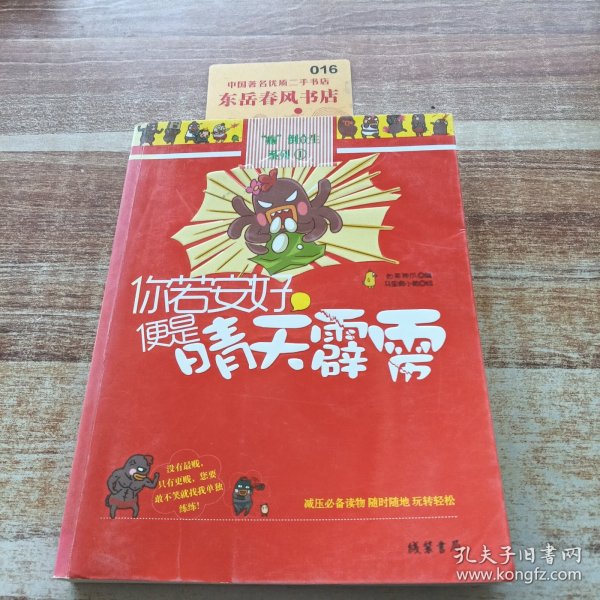 016
中国著名优质二手书店
东岳春风书店
"贱"倒众生
系列①
你若安好
便是晴天霹雳
没有最贱,
只有更贱,您要
敢不笑就找我单独
练练!
减压必备读物 随时随地 玩转轻松
线装書局
孔夫子旧书网
www.kongfz.com